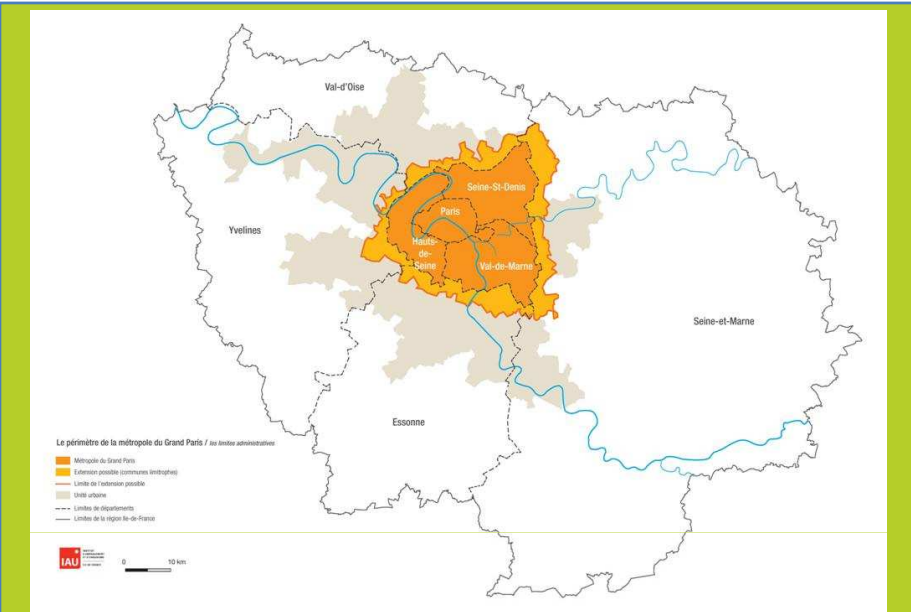 Val-d'Oise
Seine-St-Denis
Paris
Yvelines
Hauts-
de-
Seine
Val-de-Marne
Seine-et-Marne
Essonne
Le périmètre de la métropole du Grand Paris / les limites administratives
Métropole du Grand Paris
Extension possible (communes limitrophes)
Limite de l'extension possible
Unité urbaine
Limites de départements
Limites de la région Ile-de-France
IAU
0 10 km